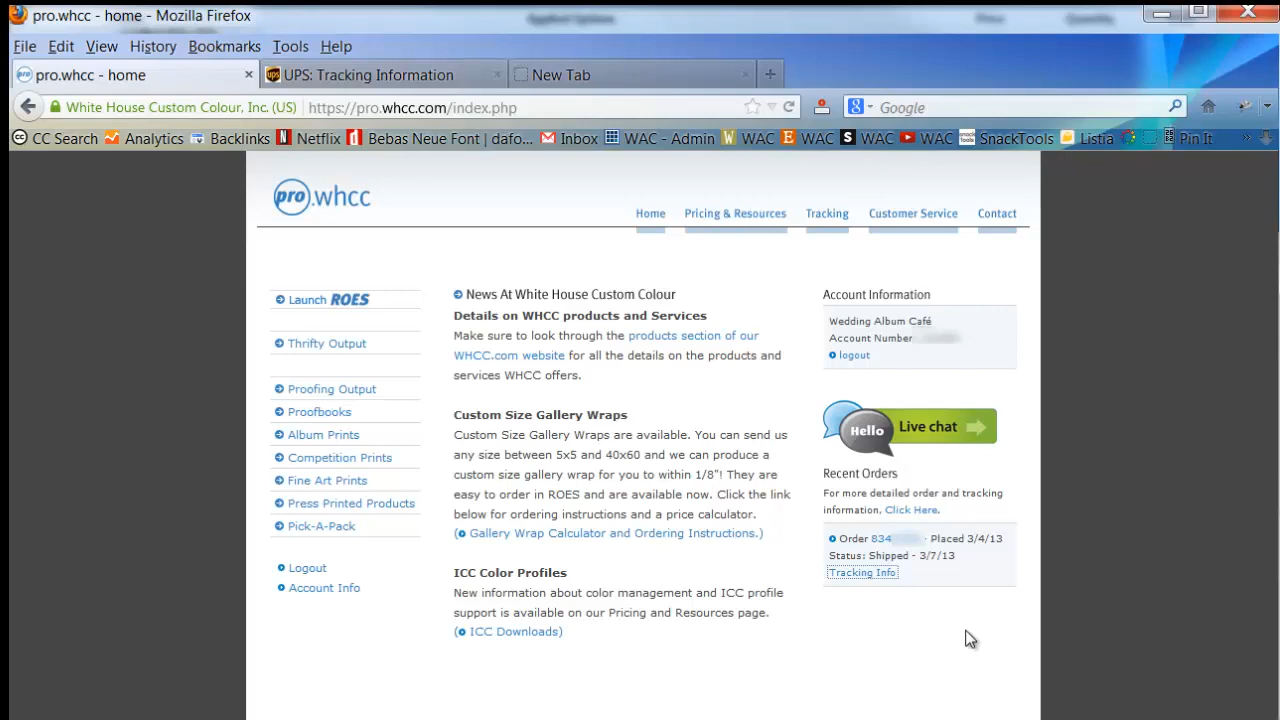 pro.whcc - home - Mozilla Firefox
Applied Options
Price
Quantity
File Edit View History Bookmarks Tools Help
pro.whcc - home
UPS: Tracking Information
New Tab
White House Custom Colour, Inc. (US)
https://pro.whcc.com/index.php
Google
CC Search Analytics Backlinks Netflix Bebas Neue Font | dafo... Inbox WAC - Admin WAC WAC WAC WAC SnackTools Listia Pin It
pro.whcc
Home Pricing & Resources Tracking Customer Service Contact
Launch ROES
Thrifty Output
Proofing Output
Proofbooks
Album Prints
Competition Prints
Fine Art Prints
Press Printed Products
Pick-A-Pack
Logout
Account Info
News At White House Custom Colour
Details on WHCC products and Services
Make sure to look through the products section of our
WHCC.com website for all the details on the products and
services WHCC offers.
Custom Size Gallery Wraps
Custom Size Gallery Wraps are available. You can send us
any size between 5x5 and 40x60 and we can produce a
custom size gallery wrap for you to within 1/8"! They are
easy to order in ROES and are available now. Click the link
below for ordering instructions and a price calculator.
(Gallery Wrap Calculator and Ordering Instructions.)
ICC Color Profiles
New information about color management and ICC profile
support is available on our Pricing and Resources page.
(ICC Downloads)
Account Information
Wedding Album Café
Account Number
logout
Hello
Live chat
Recent Orders
For more detailed order and tracking
information, Click Here.
Order 834 - Placed 3/4/13
Status: Shipped - 3/7/13
Tracking Info